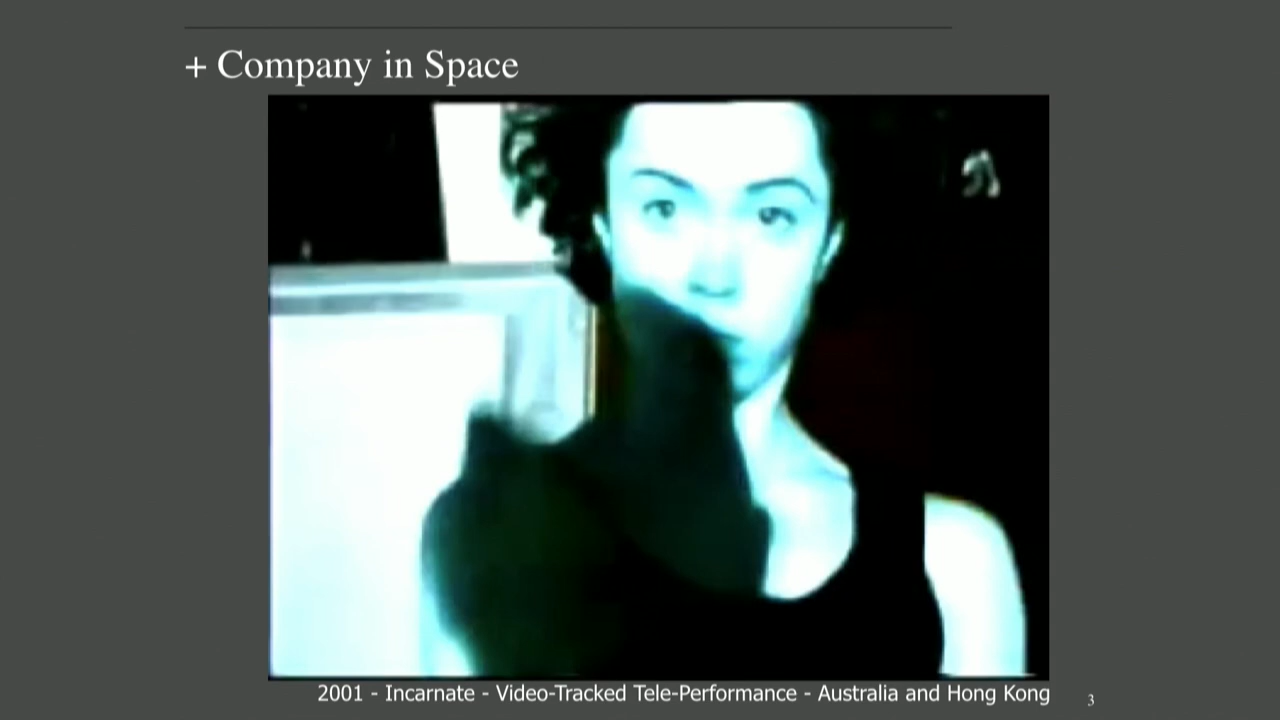 + Company in Space
2001 - Incarnate - Video-Tracked Tele-Performance - Australia and Hong Kong
3